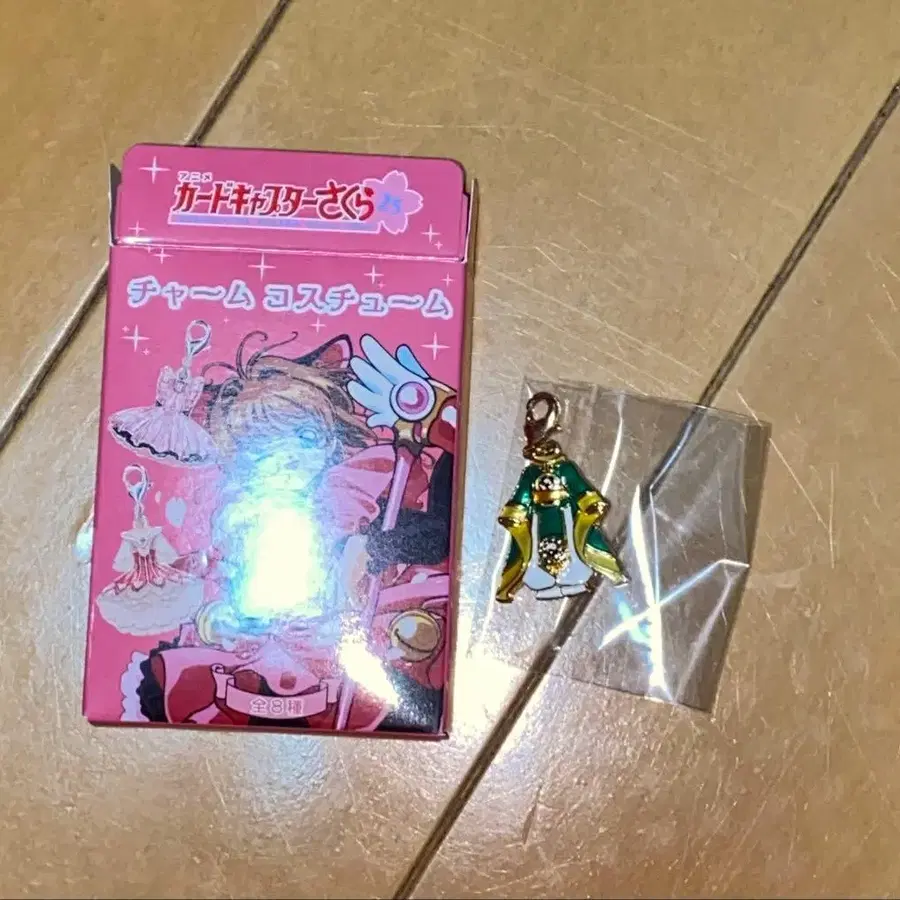 アニメ
カードキャプターさくら 25
チャーム コスチューム
全8種